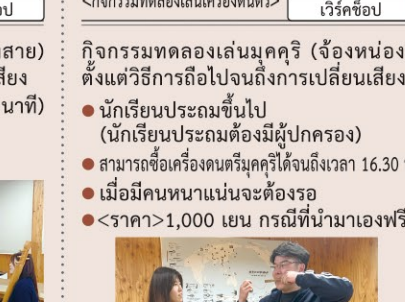 <กิจกรรมทดลองเล่นเครื่องดนตรี>
เวิร์คช็อป
สาย)
สียง
นาที)
กิจกรรมทดลองเล่นมุคคุริ (จ้องหน่อง
ตั้งแต่วิธีการถือไปจนถึงการเปลี่ยนเสียง
● นักเรียนประถมขึ้นไป
(นักเรียนประถมต้องมีผู้ปกครอง)
● สามารถซื้อเครื่องดนตรีมุคคุริได้จนถึงเวลา 16.30
● เมื่อมีคนหนาแน่นจะต้องรอ
● <ราคา>1,000 เยน กรณีที่นำมาเองฟรี